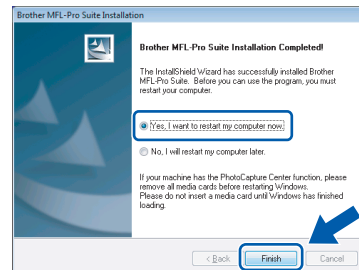 Brother MFL-Pro Suite Installation
Brother MFL-Pro Suite Installation Completed!
The InstallShield Wizard has successfully installed Brother
MFL-Pro Suite. Before you can use the program, you must
restart your computer.
Yes, I want to restart my computer now.
No, I will restart my computer later.
If your machine has the PhotoCapture Center function, please
remove all media cards before restarting Windows.
Please do not insert a media card until Windows has finished
loading.
< Back
Finish
Cancel